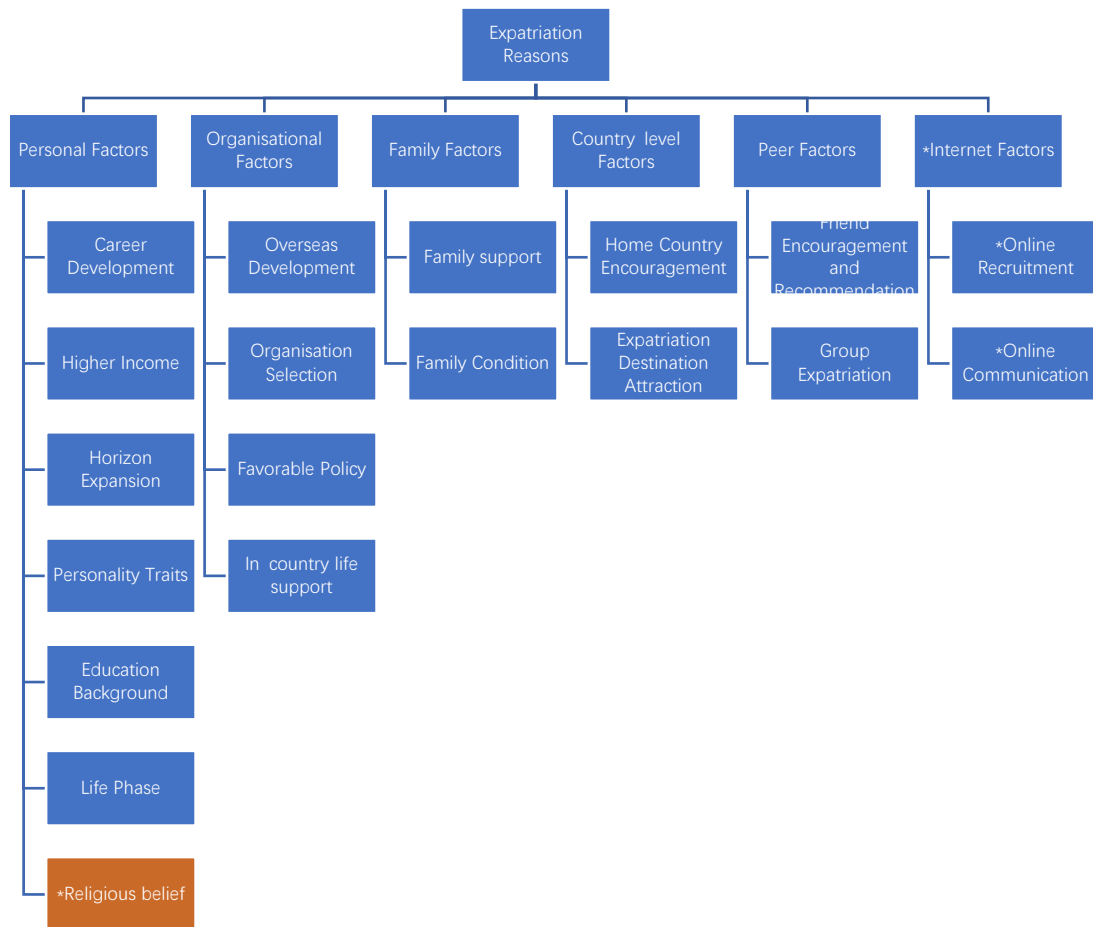 Expatriation
Reasons
Personal Factors
Organisational
Factors
Family Factors
Country level
Factors
Peer Factors
*Internet Factors
Career
Development
Higher Income
Horizon
Expansion
Personality Traits
Education
Background
Life Phase
*Religious belief
Overseas
Development
Organisation
Selection
Favorable Policy
In country life
support
Family support
Family Condition
Home Country
Encouragement
Expatriation
Destination
Attraction
Friend
Encouragement
and
Recommendation
Group
Expatriation
*Online
Recruitment
*Online
Communication